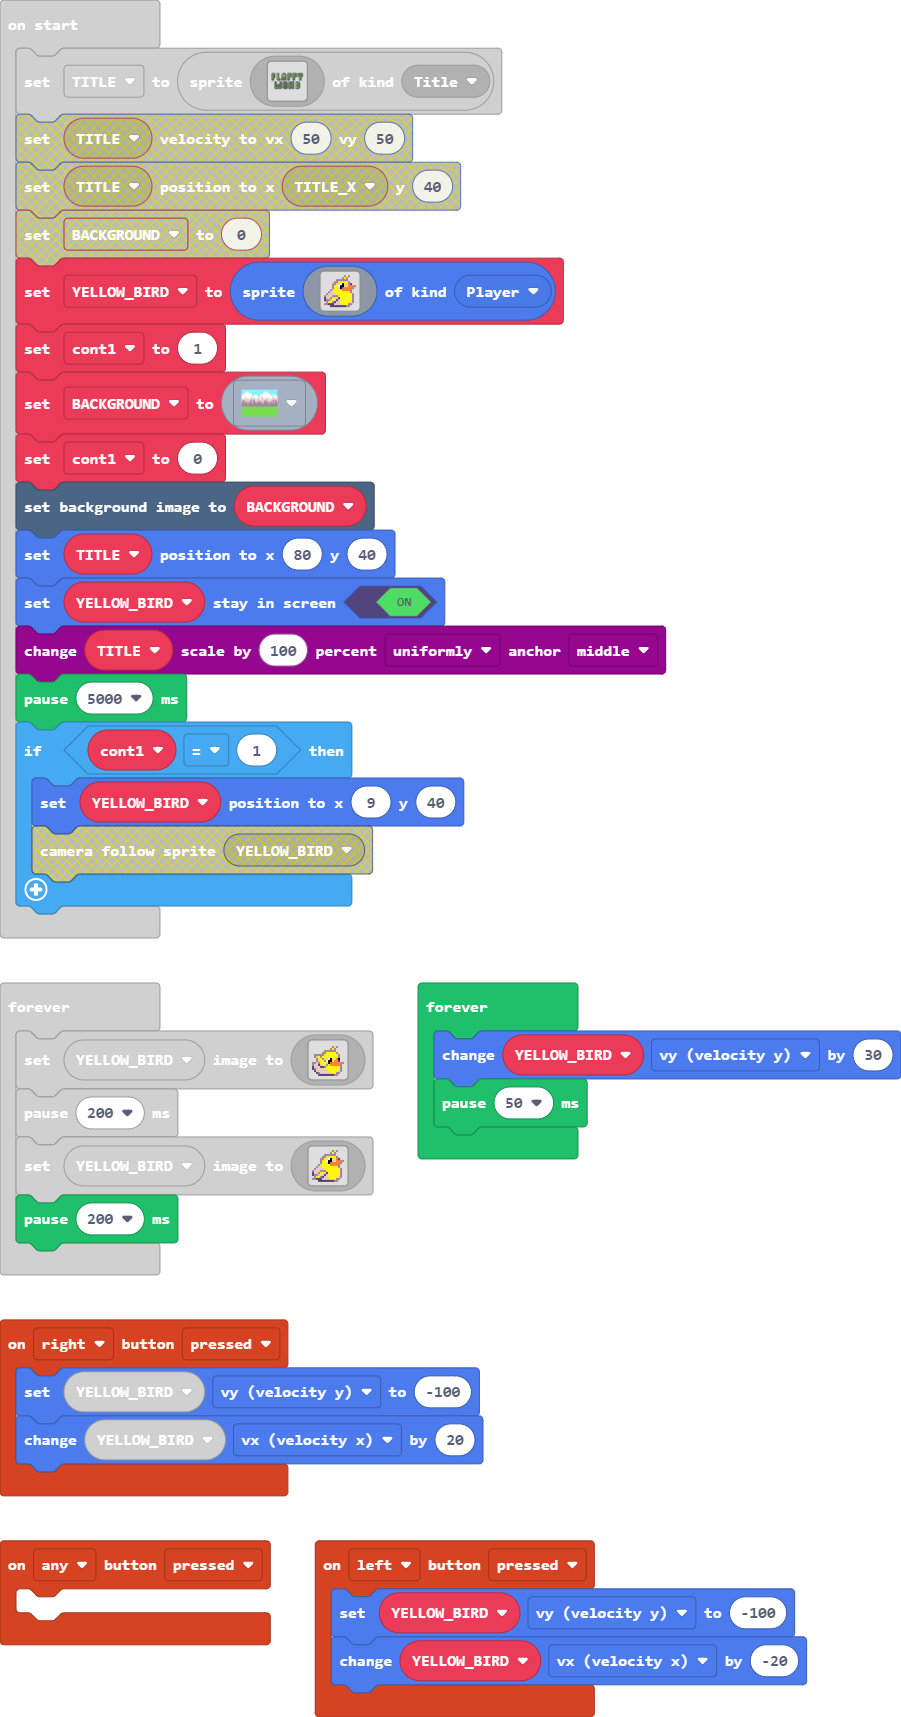 on start
set TITLE to sprite FLAPPY WONG of kind Title
set TITLE velocity to vx 50 vy 50
set TITLE position to x TITLE_X y 40
set BACKGROUND to 0
set YELLOW_BIRD to sprite of kind Player
set cont1 to 1
set BACKGROUND to
set cont1 to 0
set background image to BACKGROUND
set TITLE position to x 80 y 40
set YELLOW_BIRD stay in screen ON
change TITLE scale by 100 percent uniformly anchor middle
pause 5000 ms
if cont1 = 1 then
set YELLOW_BIRD position to x 9 y 40
camera follow sprite YELLOW_BIRD
forever
set YELLOW_BIRD image to
pause 200 ms
set YELLOW_BIRD image to
pause 200 ms
forever
change YELLOW_BIRD vy (velocity y) by 30
pause 50 ms
on right button pressed
set YELLOW_BIRD vy (velocity y) to -100
change YELLOW_BIRD vx (velocity x) by 20
on any button pressed
on left button pressed
set YELLOW_BIRD vy (velocity y) to -100
change YELLOW_BIRD vx (velocity x) by -20